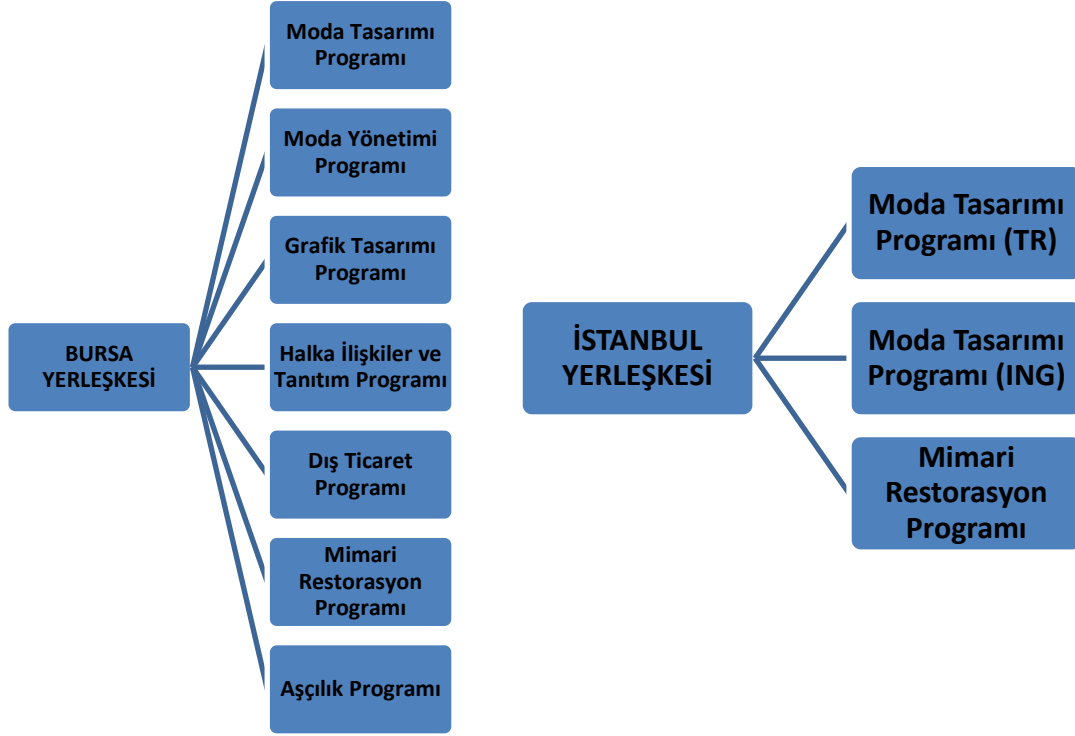 BURSA
YERLEŞKESİ
Moda Tasarımı
Programı
Moda Yönetimi
Programı
Grafik Tasarımı
Programı
Halka İlişkiler ve
Tanıtım Programı
Dış Ticaret
Programı
Mimari
Restorasyon
Programı
Aşçılık Programı
İSTANBUL
YERLEŞKESİ
Moda Tasarımı
Programı (TR)
Moda Tasarımı
Programı (ING)
Mimari
Restorasyon
Programı